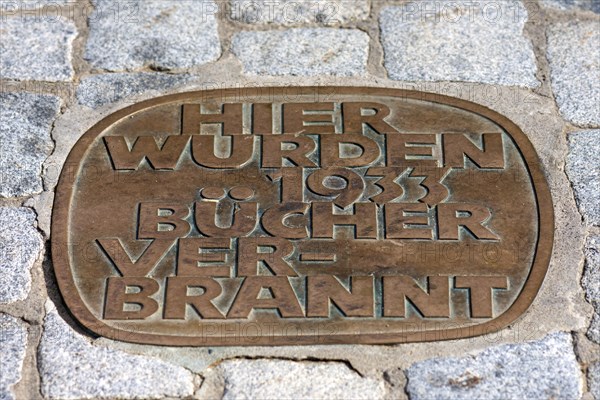 HIER
WURDEN
1933
BÜCHER
VER-
BRANNT